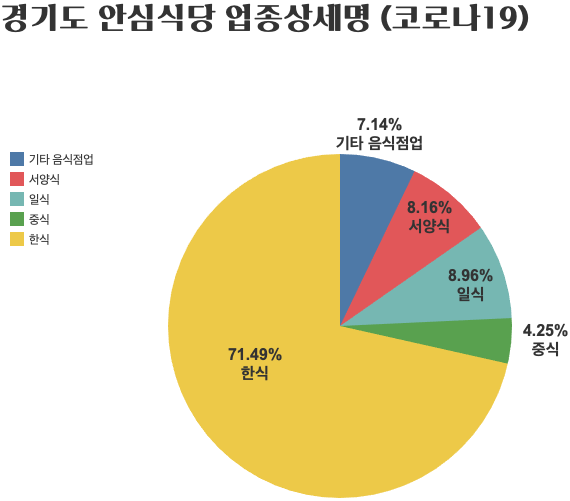 경기도 안심식당 업종상세명 (코로나19)
7.14%
기타 음식점업
기타 음식점업
서양식
일식
중식
한식
8.16%
서양식
8.96%
일식
4.25%
중식
71.49%
한식